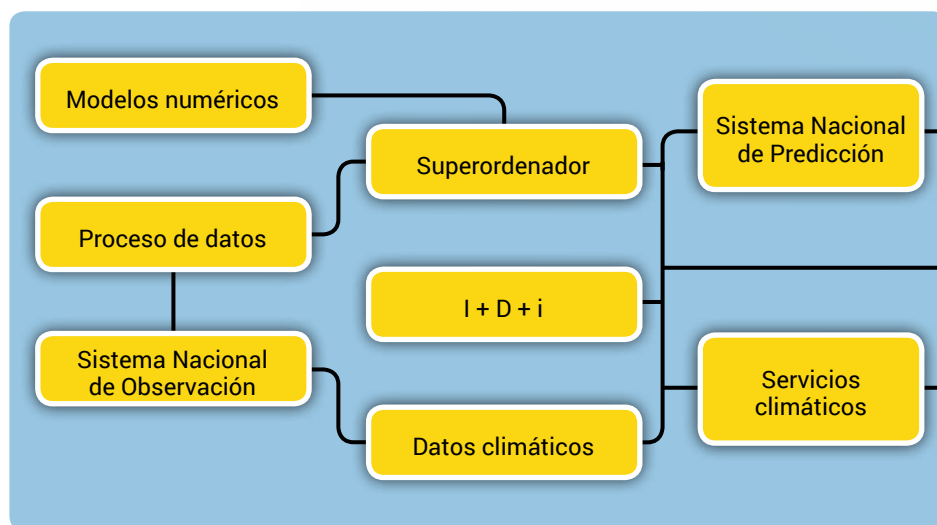 Modelos numéricos
Proceso de datos
Sistema Nacional
de Observación
Superordenador
I + D + i
Datos climáticos
Sistema Nacional
de Predicción
Servicios
climáticos